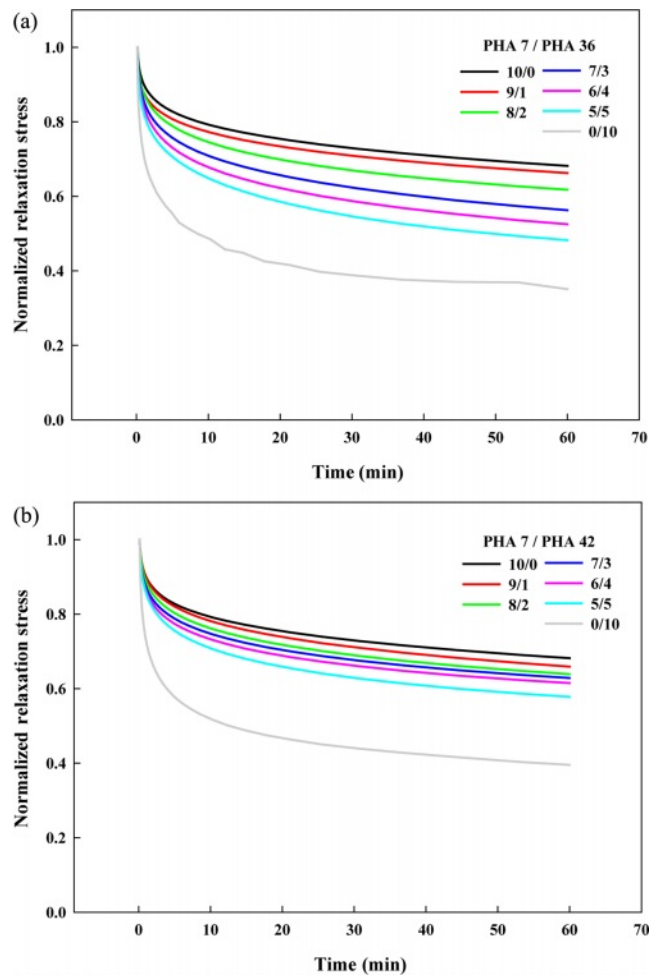 (a)
1.0
0.8
0.6
0.4
0.2
0.0
Normalized relaxation stress
PHA 7 / PHA 36
10/0 7/3
9/1 6/4
8/2 5/5
0/10
0 10 20 30 40 50 60 70
Time (min)
(b)
1.0
0.8
0.6
0.4
0.2
0.0
Normalized relaxation stress
PHA 7 / PHA 42
10/0 7/3
9/1 6/4
8/2 5/5
0/10
0 10 20 30 40 50 60 70
Time (min)